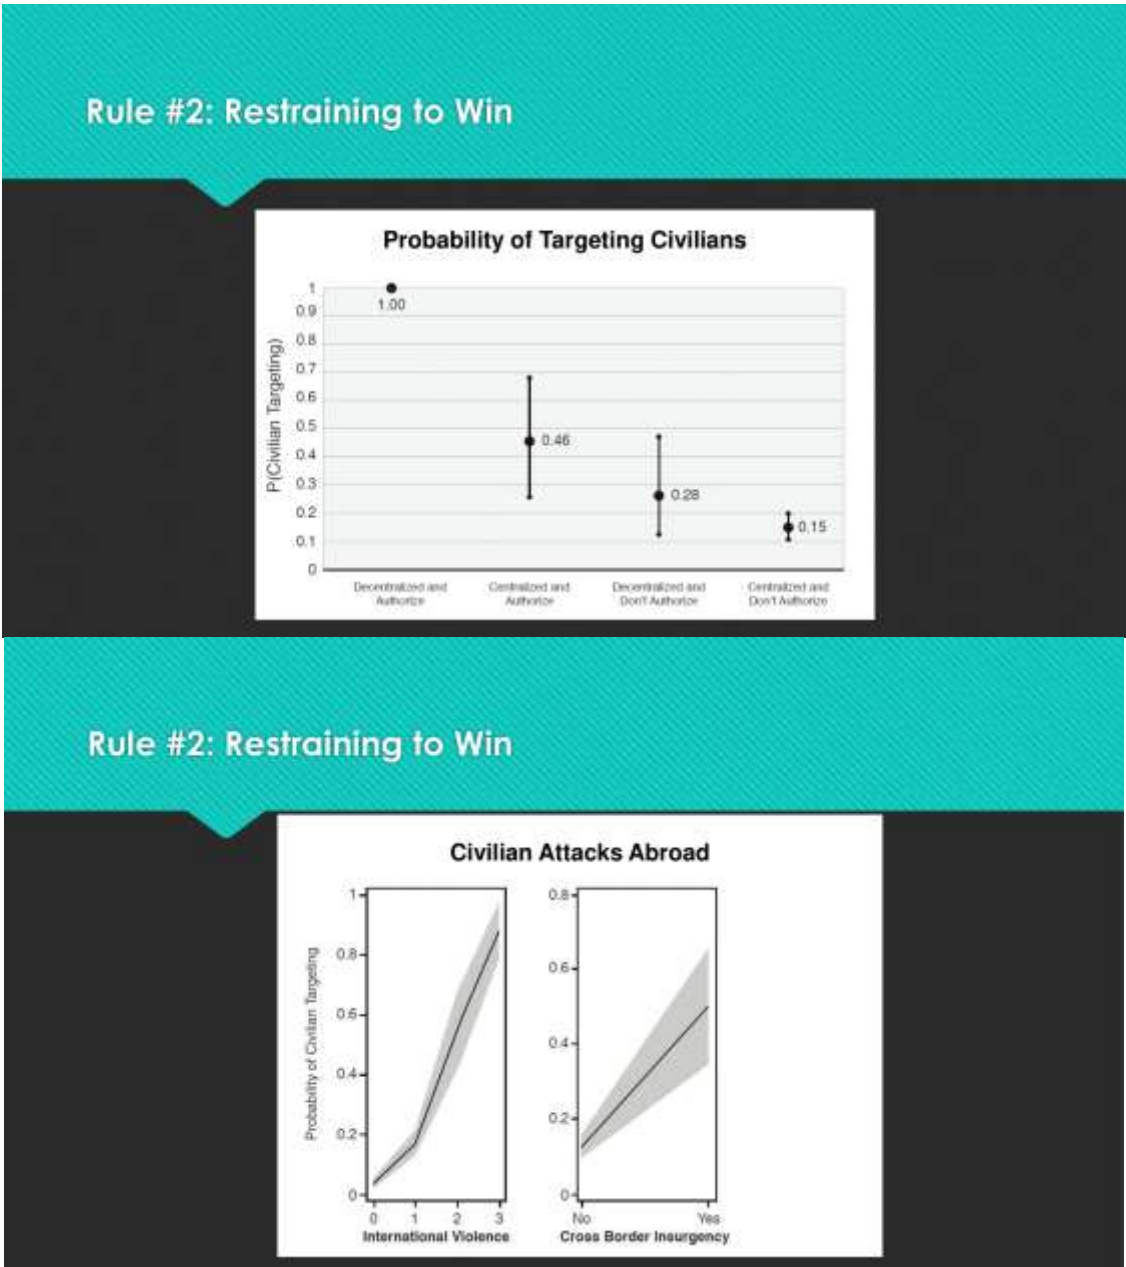 Rule #2: Restraining to Win
Probability of Targeting Civilians
P(Civilian Targeting)
1
0.9
0.8
0.7
0.6
0.5
0.4
0.3
0.2
0.1
0
1.00
0.46
0.28
0.15
Decentralized and
Authorize
Centralized and
Authorize
Decentralized and
Don't Authorize
Centralized and
Don't Authorize
Rule #2: Restraining to Win
Civilian Attacks Abroad
Probability of Civilian Targeting
1
0.8
0.6
0.4
0.2
0
0 1 2 3
International Violence
0.8
0.6
0.4
0.2
0
No Yes
Cross Border Insurgency